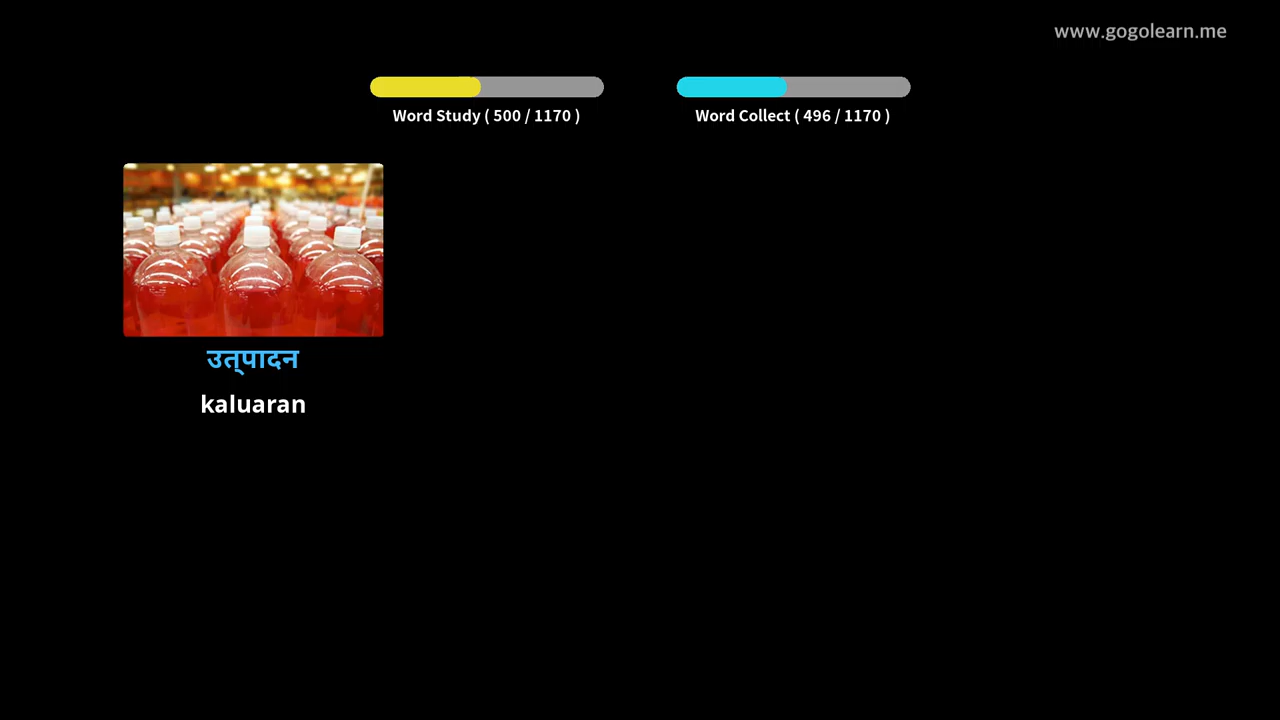 www.gogolearn.me
Word Study ( 500 / 1170 )
Word Collect ( 496 / 1170 )
उत्पादन
kaluaran